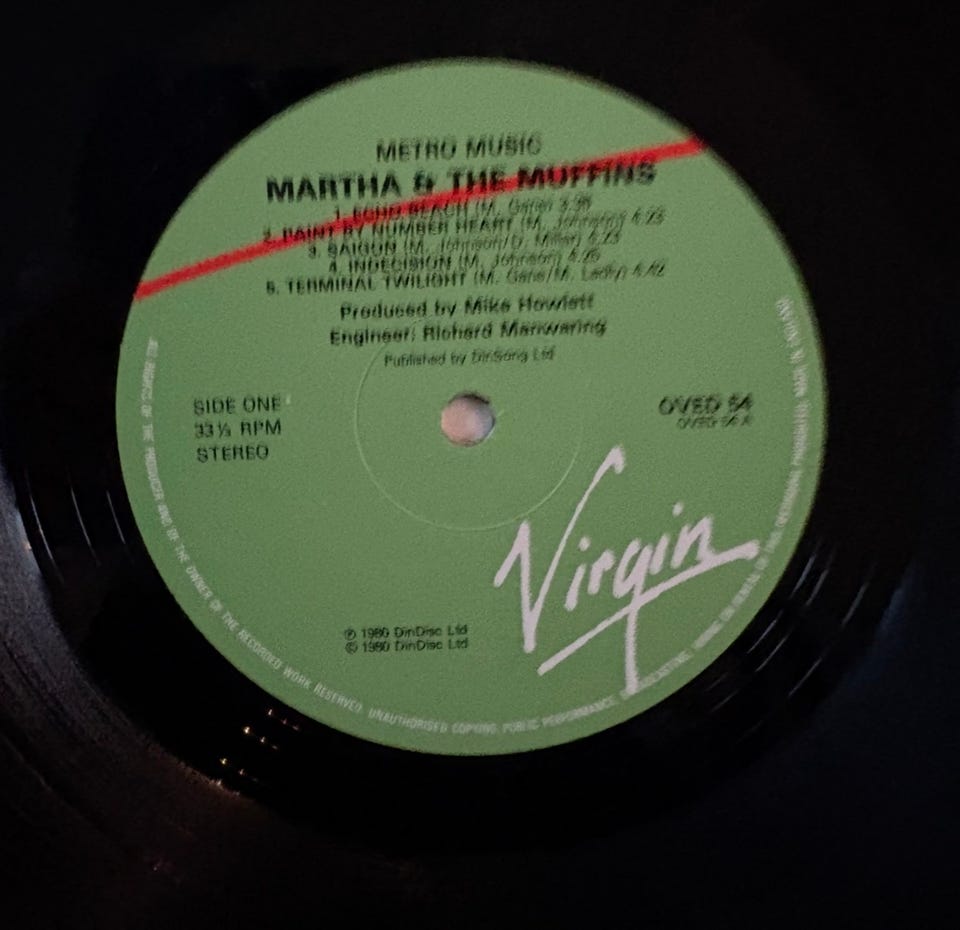 METRO MUSIC
MARTHA & THE MUFFINS
1. ECHO BEACH (M. Gane) 3.36
2. PAINT BY NUMBER HEART (M. Johnson) 4.23
3. SAIGON (M. Johnson/D. Millar) 4.23
4. INDECISION (M. Johnson) 4.26
5. TERMINAL TWILIGHT (M. Gane/M. Ladly) 4.42
Produced by Mike Howlett
Engineer: Richard Manwaring
Published by DinSong Ltd
SIDE ONE
33⅓ RPM
STEREO
OVED 54
OVED 54 A
Virgin
℗ 1980 DinDisc Ltd
© 1980 DinDisc Ltd
ALL RIGHTS OF THE PRODUCER AND OF THE OWNER OF THE RECORDED WORK RESERVED. UNAUTHORISED COPYING, PUBLIC PERFORMANCE, BROADCASTING, HIRING OR RENTAL OF THIS RECORDING PROHIBITED. MADE IN